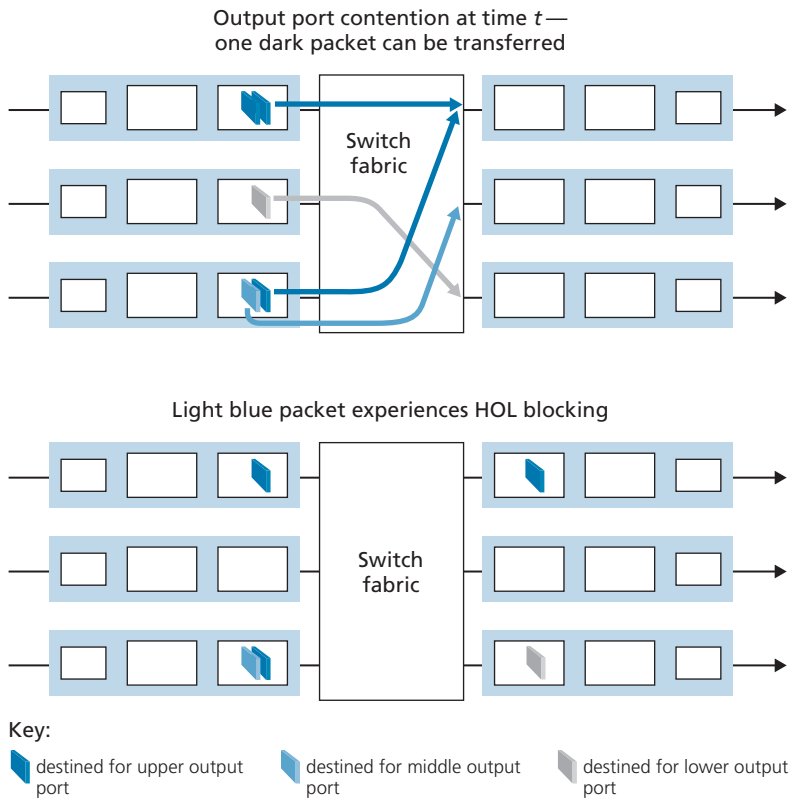 Output port contention at time t—
one dark packet can be transferred
Switch
fabric
Light blue packet experiences HOL blocking
Switch
fabric
Key:
destined for upper output
port
destined for middle output
port
destined for lower output
port